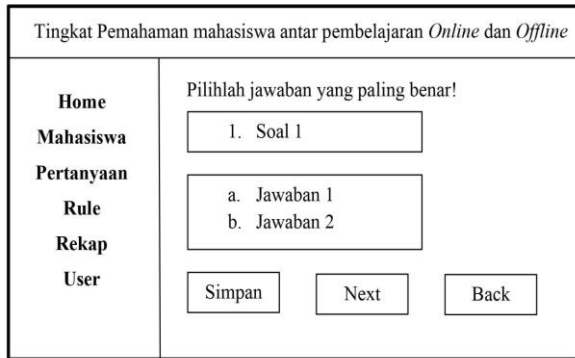 Tingkat Pemahaman mahasiswa antar pembelajaran Online dan Offline
Home
Mahasiswa
Pertanyaan
Rule
Rekap
User
Pilihlah jawaban yang paling benar!
1. Soal 1
a. Jawaban 1
b. Jawaban 2
Simpan
Next
Back